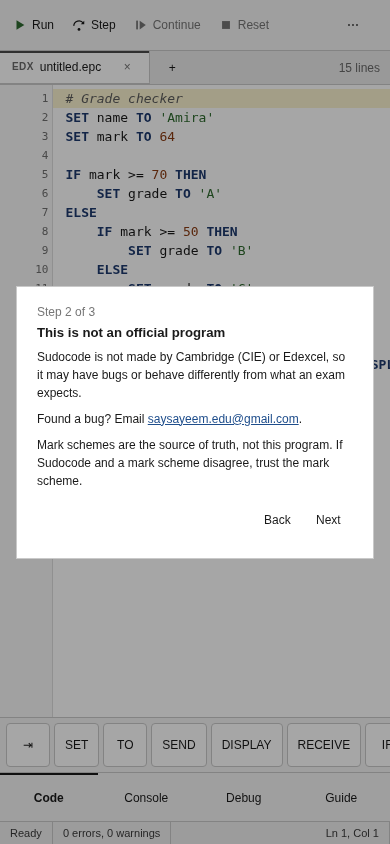 Run Step Continue Reset ...
EDX untitled.epc × + 15 lines
1 # Grade checker
2 SET name TO 'Amira'
3 SET mark TO 64
4
5 IF mark >= 70 THEN
6 SET grade TO 'A'
7 ELSE
8 IF mark >= 50 THEN
9 SET grade TO 'B'
10 ELSE
Step 2 of 3
This is not an official program
Sudocode is not made by Cambridge (CIE) or Edexcel, so
it may have bugs or behave differently from what an exam
expects.
Found a bug? Email saysayeem.edu@gmail.com.
Mark schemes are the source of truth, not this program. If
Sudocode and a mark scheme disagree, trust the mark
scheme.
Back Next
⇥ SET TO SEND DISPLAY RECEIVE IF
Code Console Debug Guide
Ready 0 errors, 0 warnings Ln 1, Col 1